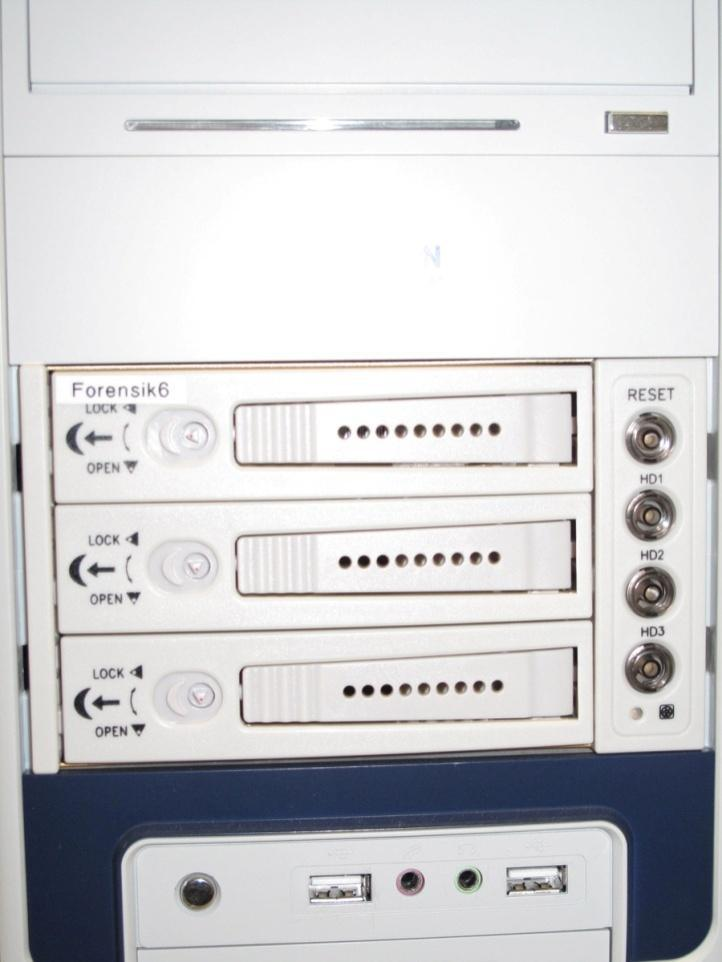 Forensik6
LOCK
OPEN
LOCK
OPEN
LOCK
OPEN
RESET
HD1
HD2
HD3